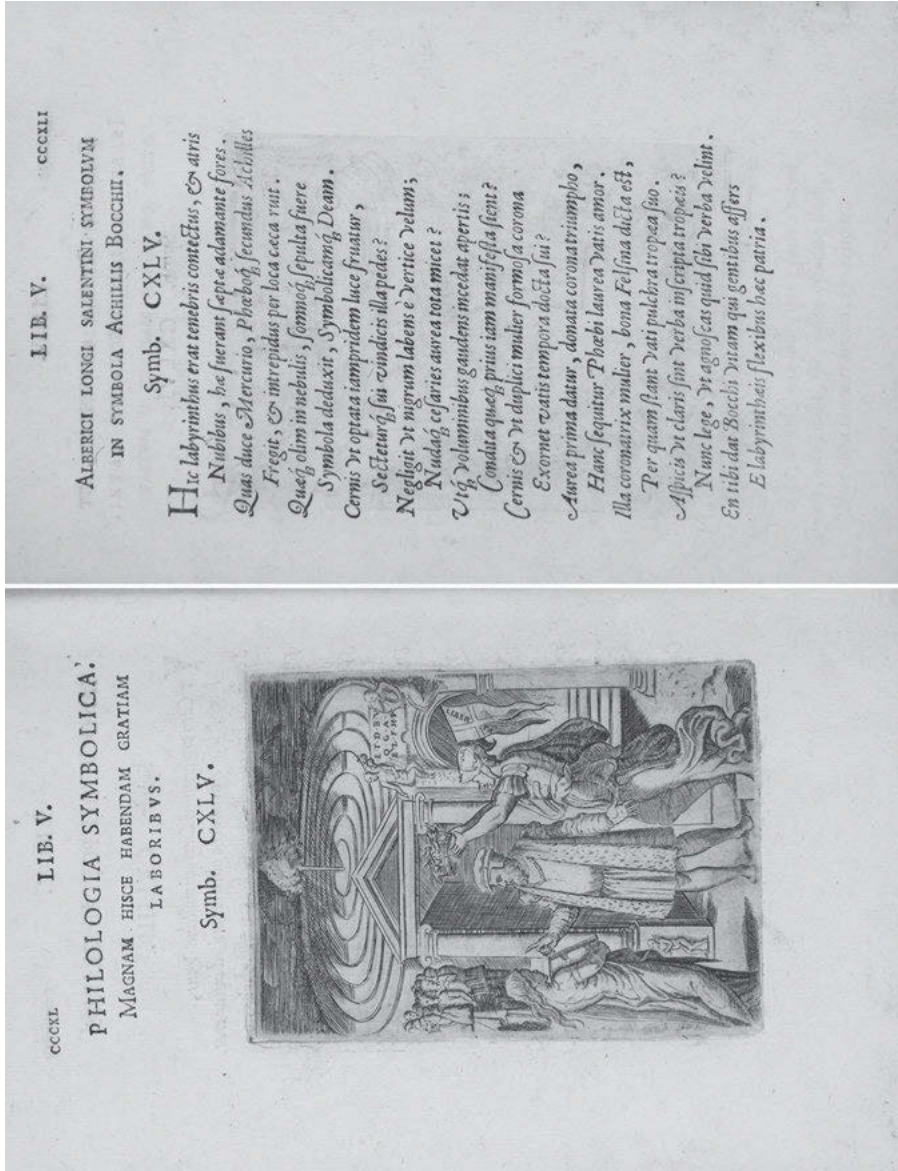 CCCXL LIB. V.
PHILOLOGIA SYMBOLICA.
MAGNAM HISCE HABENDAM GRATIAM
LABORIBVS.
Symb. CXLV.
LIBER
LIB. V. CCCXLI
ALBERICI LONGI SALENTINI SYMBOLVM
IN SYMBOLA ACHILLIS BOCCHII.
Symb. CXLV.
HIc labyrinthus erat tenebris contectus, & atris
Nubibus, hæ fuerant septæ adamante fores.
Quas duce Mercurio, Phœboq́; secundus Achilles
Fregit, & intrepidus per loca cæca ruit.
Quæq́; olim in nebulis, somnoq́; sepulta fuere
Symbola deduxit, Symbolicamq́; Deam.
Cernis vt optata iampridem luce fruatur,
Secteturq́; sui vindicis illa pedes?
Negligit vt nigrum labens è vertice velum;
Nudaq́; cæsaries aurea tota micet?
Vtq́; voluminibus gaudens incedat apertis;
Conditaquæq́; prius iam manifesta sient?
Cernis & vt duplici mulier formosa corona
Exornet vatis tempora docta sui?
Aurea prima datur, donata corona triumpho,
Hanc sequitur Phœbi laurea vatis amor.
Illa coronatrix mulier, bona Felsina dicta est,
Per quam stant vati pulchra tropæa suo.
Aspicis vt claris sint verba inscripta tropæis?
Nunc lege, vt agnoscas quid sibi verba velint.
En tibi dat Bocchi vitam qui gentibus affers
E labyrinthæis flexibus hæc patria.